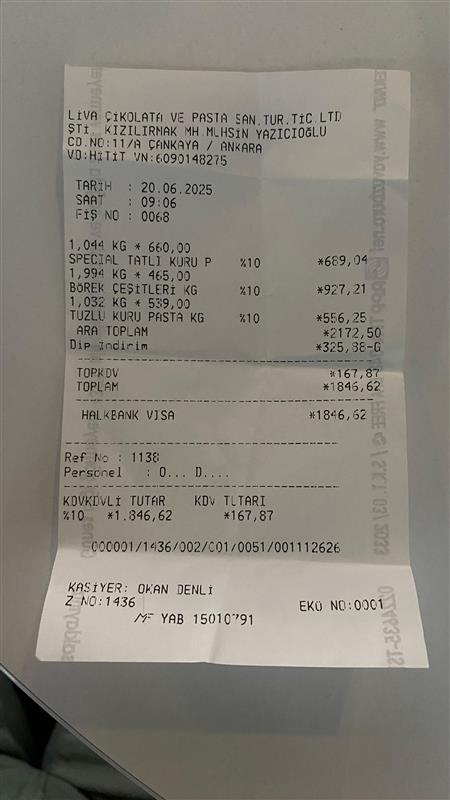 LİVA ÇİKOLATA VE PASTA SAN.TUR.TİC.LTD
ŞTİ. KIZILIRMAK MH.MUHSİN YAZICIOĞLU
CD.NO:11/A ÇANKAYA / ANKARA
VD:HİTİT VN:6090148275
TARİH : 20.06.2025
SAAT : 09:06
FİŞ NO : 0068
1,044 KG * 660,00
SPECIAL TATLI KURU P %10 *689,04
1,994 KG * 465,00
BÖREK ÇEŞİTLERİ KG %10 *927,21
1,032 KG * 539,00
TUZLU KURU PASTA KG %10 *556,25
ARA TOPLAM *2172,50
Dip İndirim *325,88-G
TOPKDV *167,87
TOPLAM *1846,62
HALKBANK VISA *1846,62
Ref No : 1138
Personel : O... D....
KDV KDVLİ TUTAR KDV TUTARI
%10 *1.846,62 *167,87
000001/1436/002/001/0051/001112626
KASİYER: OKAN DENLİ
Z NO:1436 EKÜ NO:0001
MF YAB 15010791